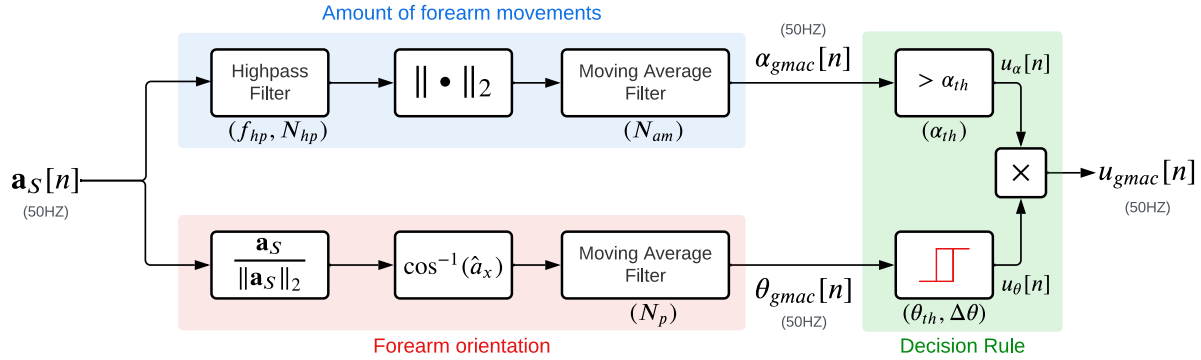 Amount of forearm movements
(50HZ)
Highpass
Filter
‖ • ‖₂
Moving Average
Filter
α_gmac[n]
> α_th
u_α[n]
(f_hp, N_hp)
(N_am)
(α_th)
a_S[n]
(50HZ)
×
u_gmac[n]
(50HZ)
a_S
‖a_S‖₂
cos⁻¹(â_x)
Moving Average
Filter
θ_gmac[n]
(50HZ)
u_θ[n]
(N_p)
(θ_th, Δθ)
Forearm orientation
Decision Rule